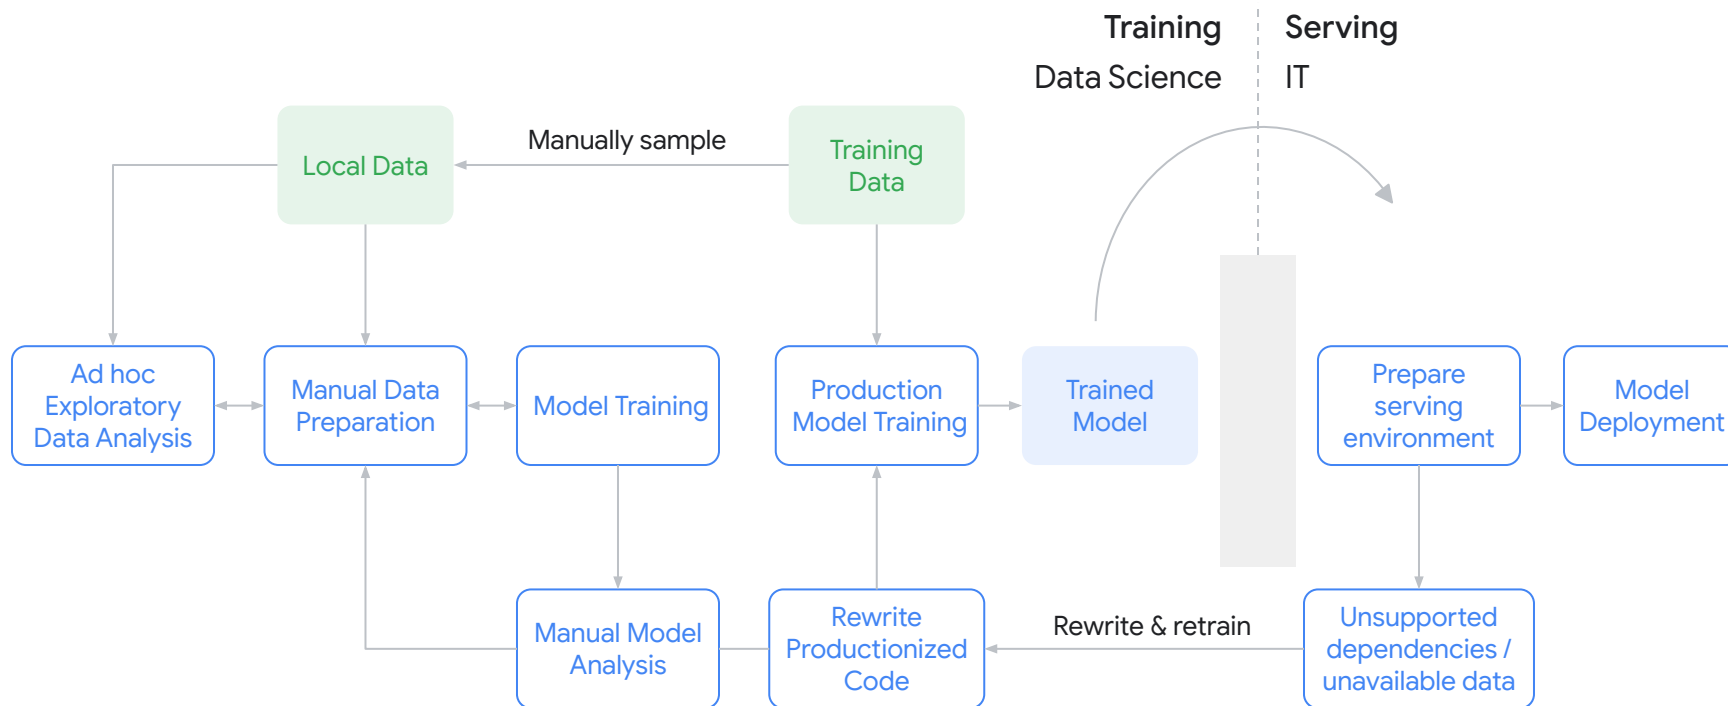 Training
Serving
Data Science
IT
Local Data
Manually sample
Training
Data
Ad hoc
Exploratory
Data Analysis
Manual Data
Preparation
Model Training
Production
Model Training
Trained
Model
Prepare
serving
environment
Model
Deployment
Manual Model
Analysis
Rewrite
Productionized
Code
Rewrite & retrain
Unsupported
dependencies /
unavailable data